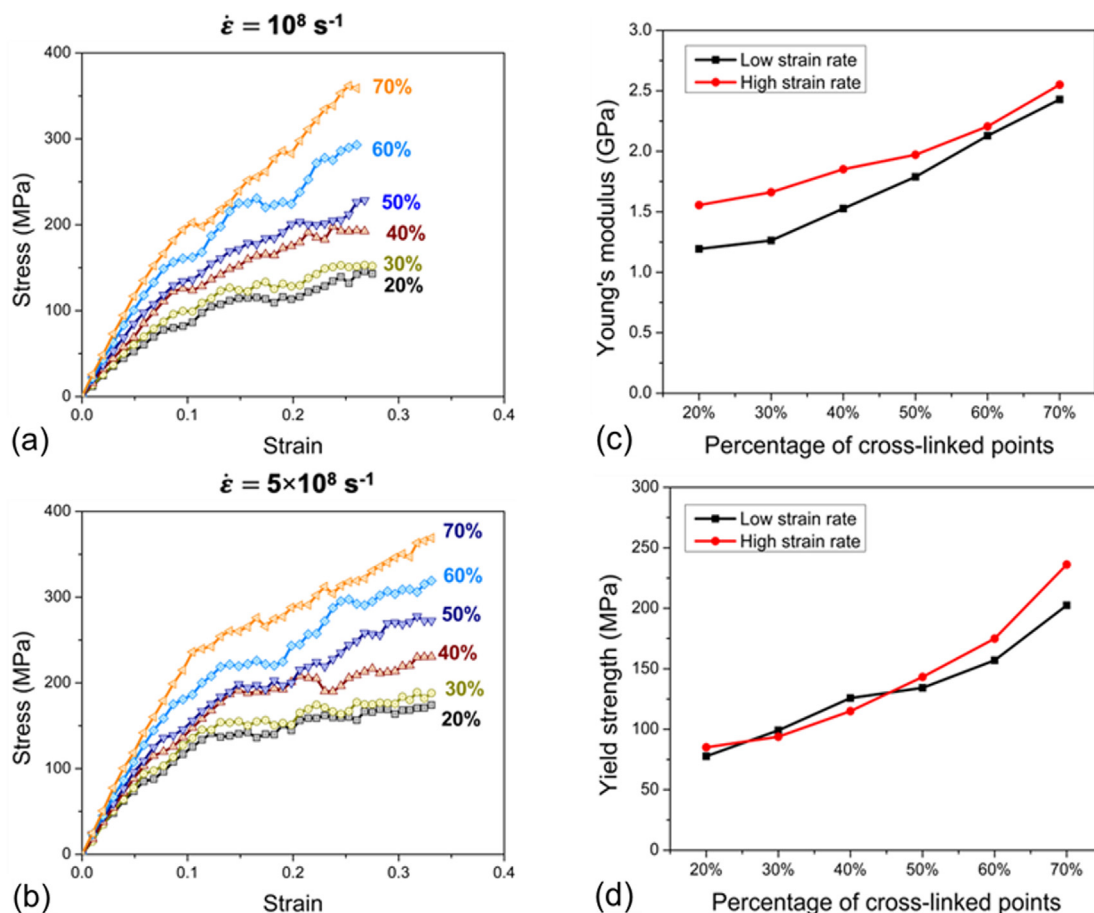 ε̇ = 10⁸ s⁻¹
400
300
200
100
0
0.0 0.1 0.2 0.3 0.4
Stress (MPa)
Strain
70%
60%
50%
40%
30%
20%
(a)
3.0
2.5
2.0
1.5
1.0
0.5
0.0
20% 30% 40% 50% 60% 70%
Young's modulus (GPa)
Percentage of cross-linked points
Low strain rate
High strain rate
(c)
ε̇ = 5×10⁸ s⁻¹
400
300
200
100
0
0.0 0.1 0.2 0.3 0.4
Stress (MPa)
Strain
70%
60%
50%
40%
30%
20%
(b)
300
250
200
150
100
50
0
20% 30% 40% 50% 60% 70%
Yield strength (MPa)
Percentage of cross-linked points
Low strain rate
High strain rate
(d)